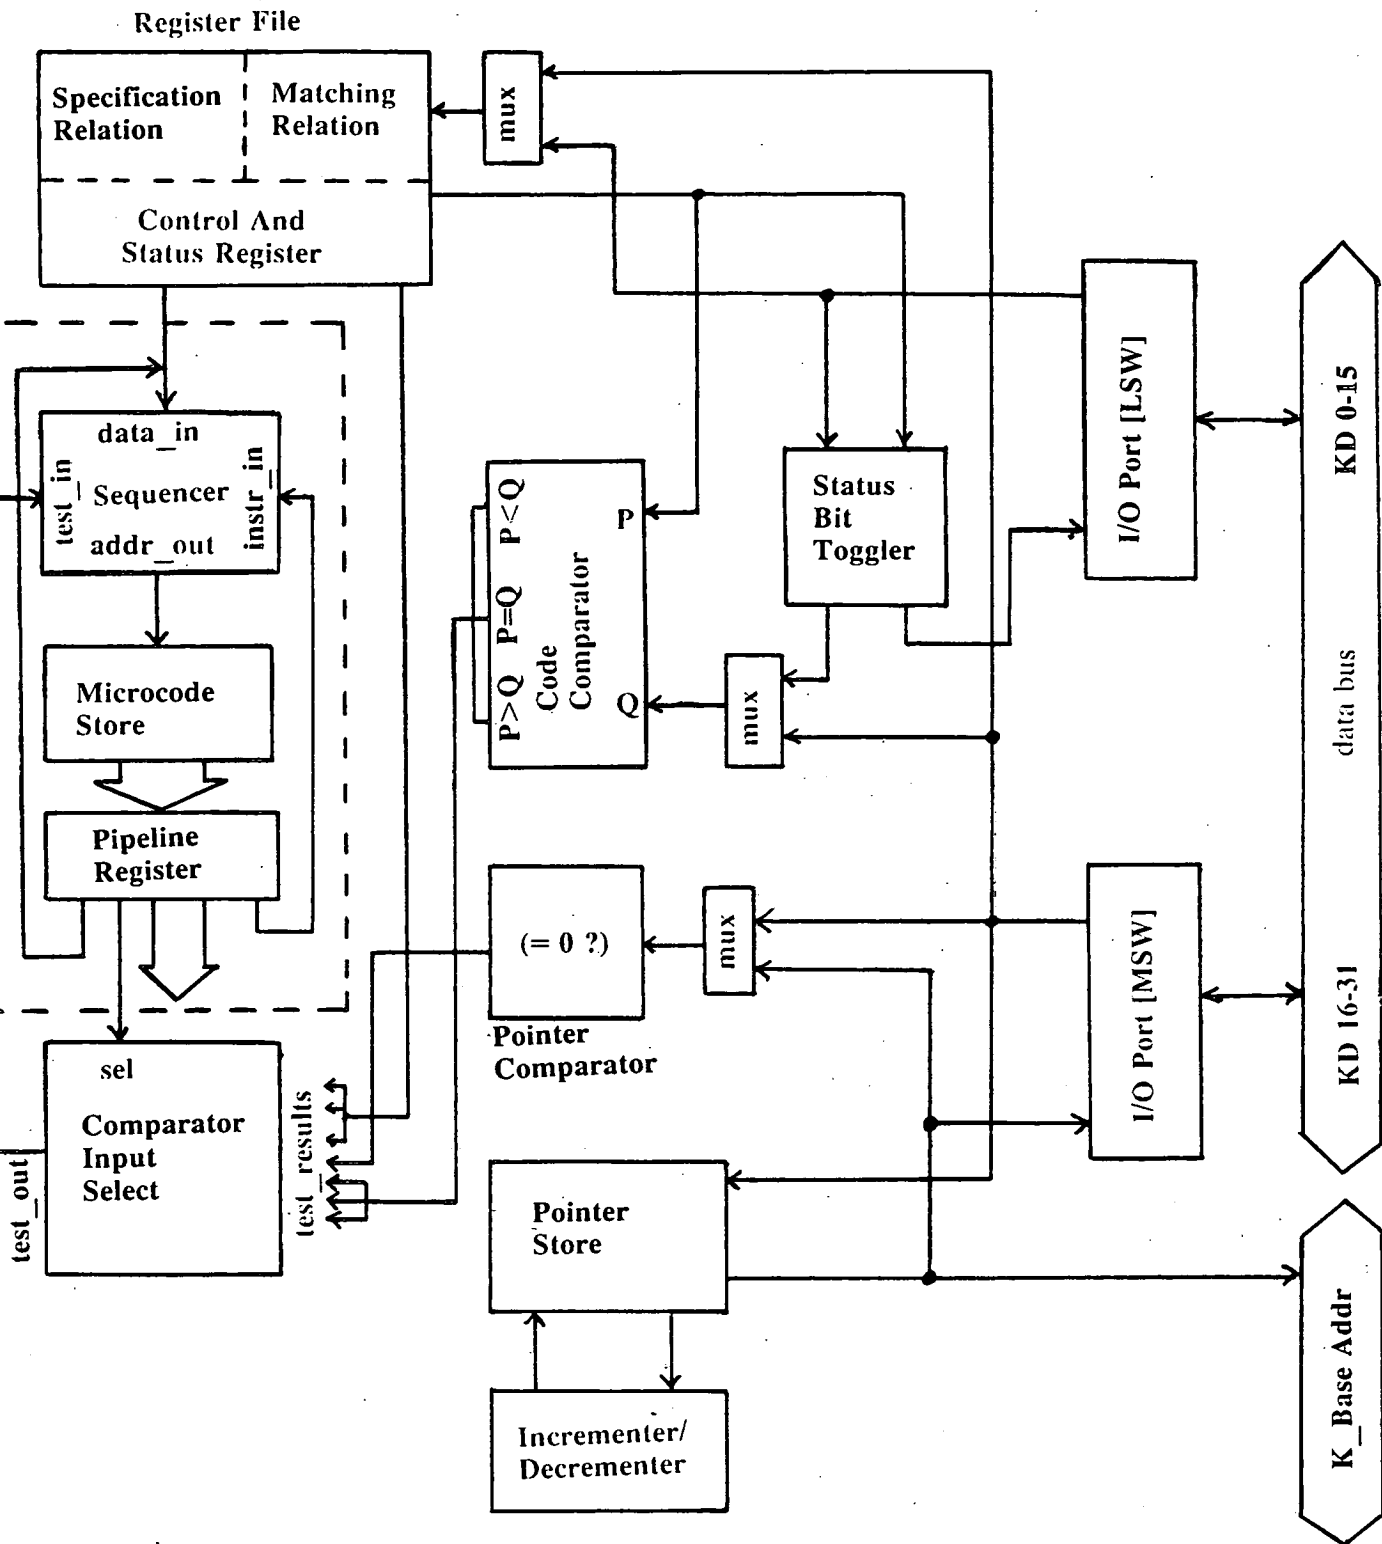 Register File
Specification
Relation
Matching
Relation
mux
Control And
Status Register
data_in
test_in
Sequencer
instr_in
addr_out
Microcode
Store
Pipeline
Register
sel
Comparator
Input
Select
test_out
test_results
P<Q
P=Q
P>Q
P
Q
Code
Comparator
Status
Bit
Toggler
mux
(= 0 ?)
Pointer
Comparator
mux
Pointer
Store
Incrementer/
Decrementer
I/O Port [LSW]
I/O Port [MSW]
KD 0-15
data bus
KD 16-31
K_Base Addr